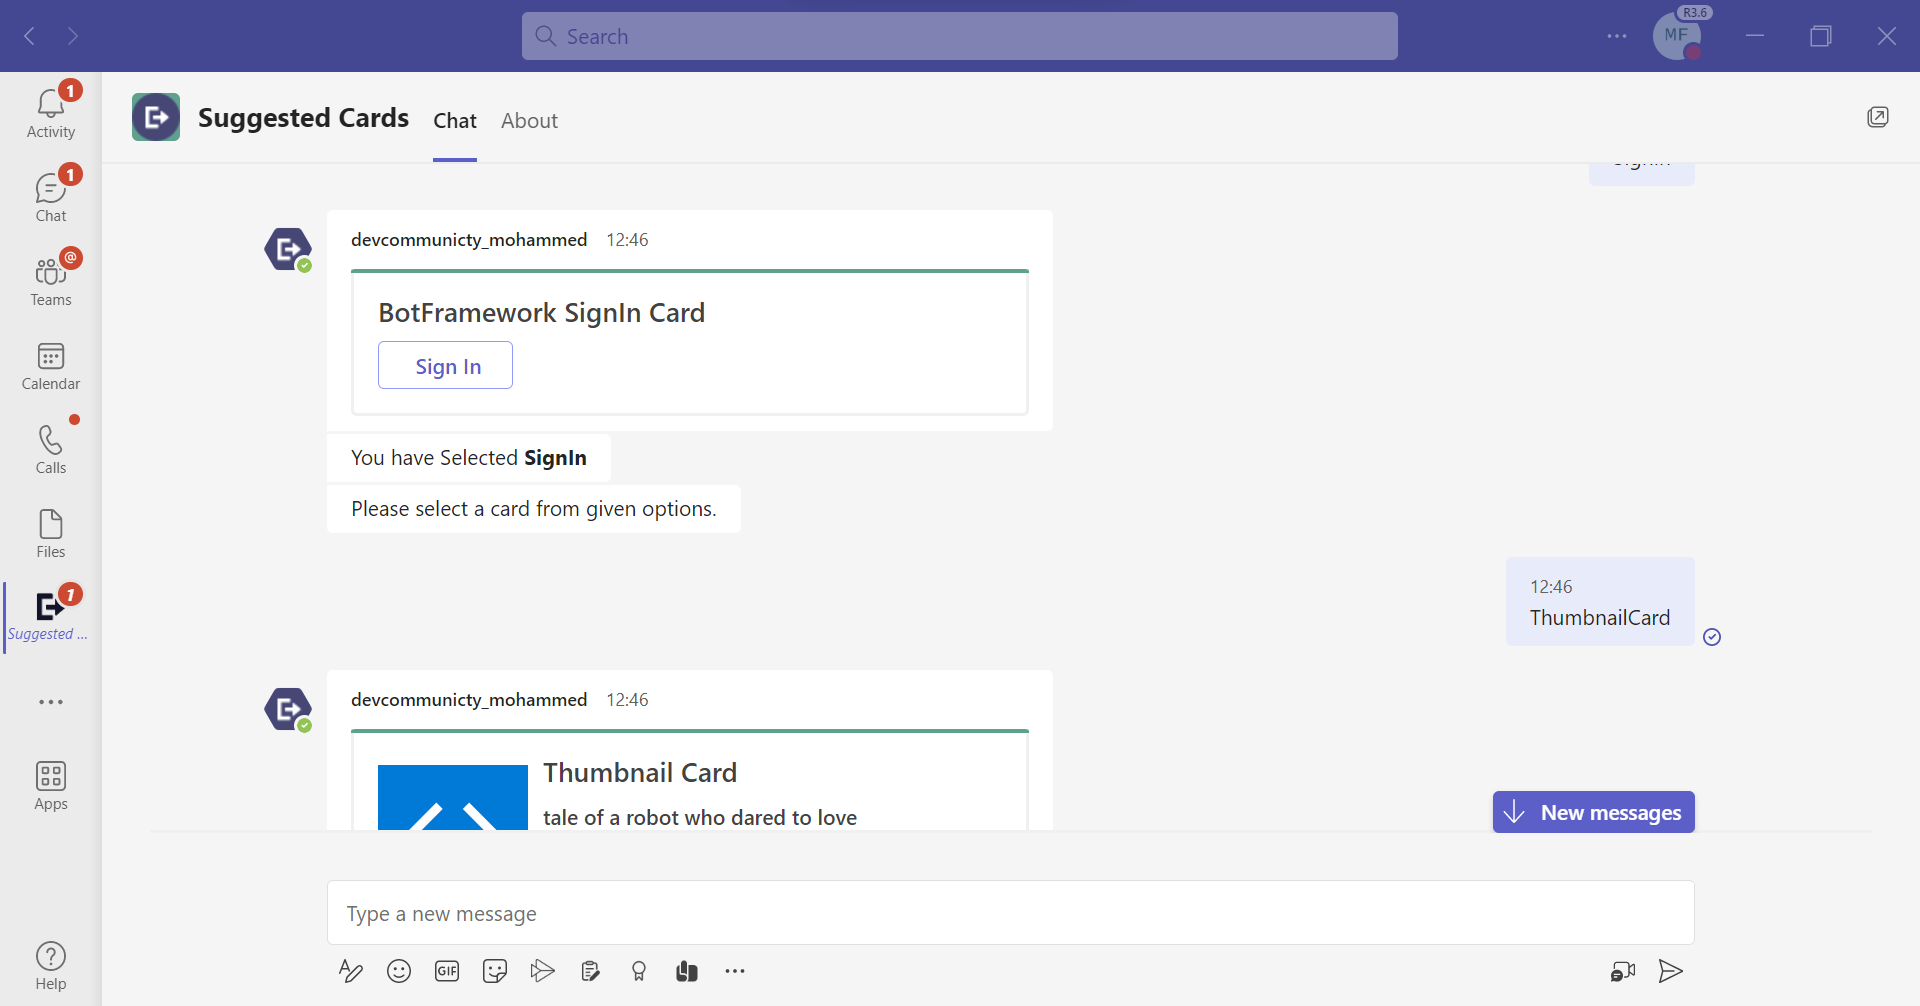 Search
R3.6
MF
Activity
1
Chat
1
Teams
@
Calendar
Calls
Files
Suggested ...
1
Apps
Help
Suggested Cards
Chat
About
SignIn
devcommunicty_mohammed 12:46
BotFramework SignIn Card
Sign In
You have Selected SignIn
Please select a card from given options.
12:46
ThumbnailCard
devcommunicty_mohammed 12:46
Thumbnail Card
tale of a robot who dared to love
New messages
Type a new message
GIF